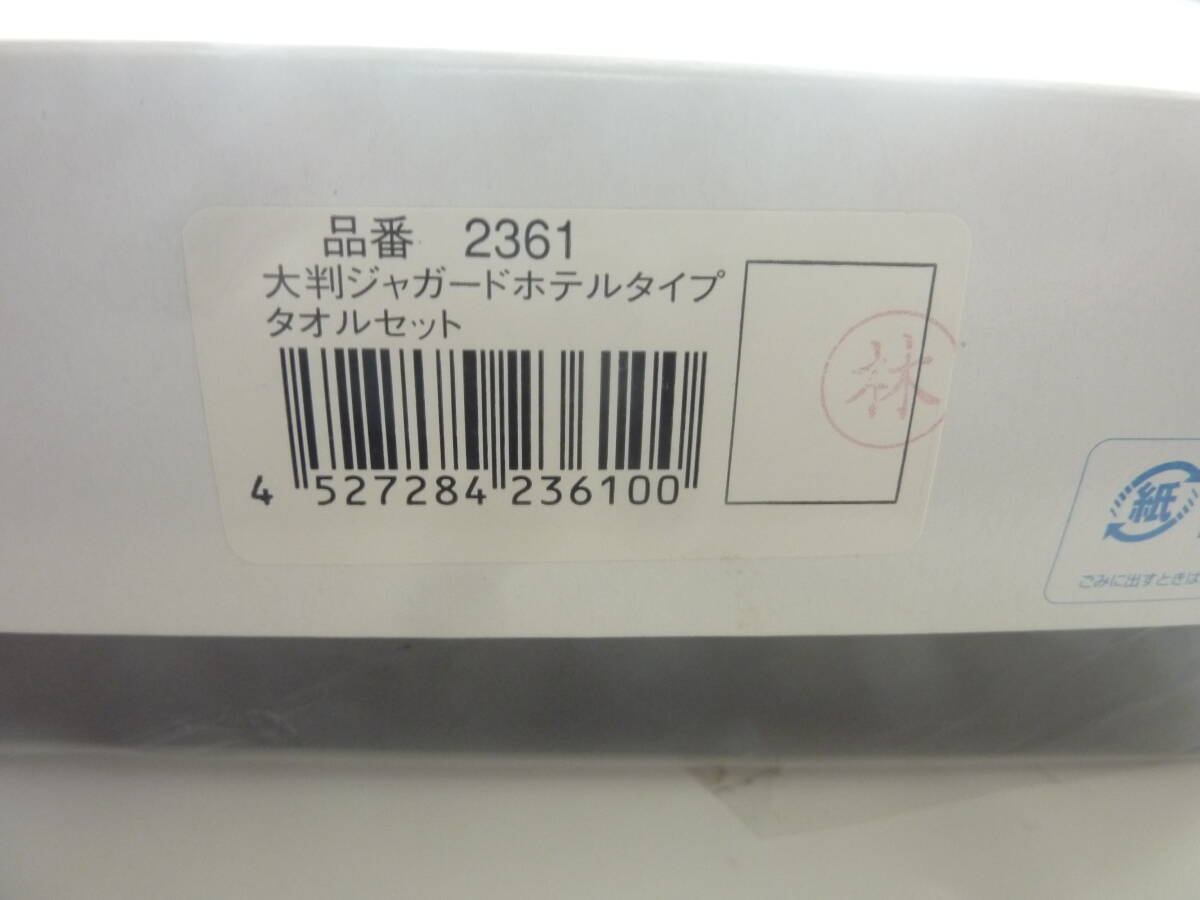 品番 2361
大判ジャガードホテルタイプ
タオルセット
4 527284 236100
林
紙
ごみに出すときは